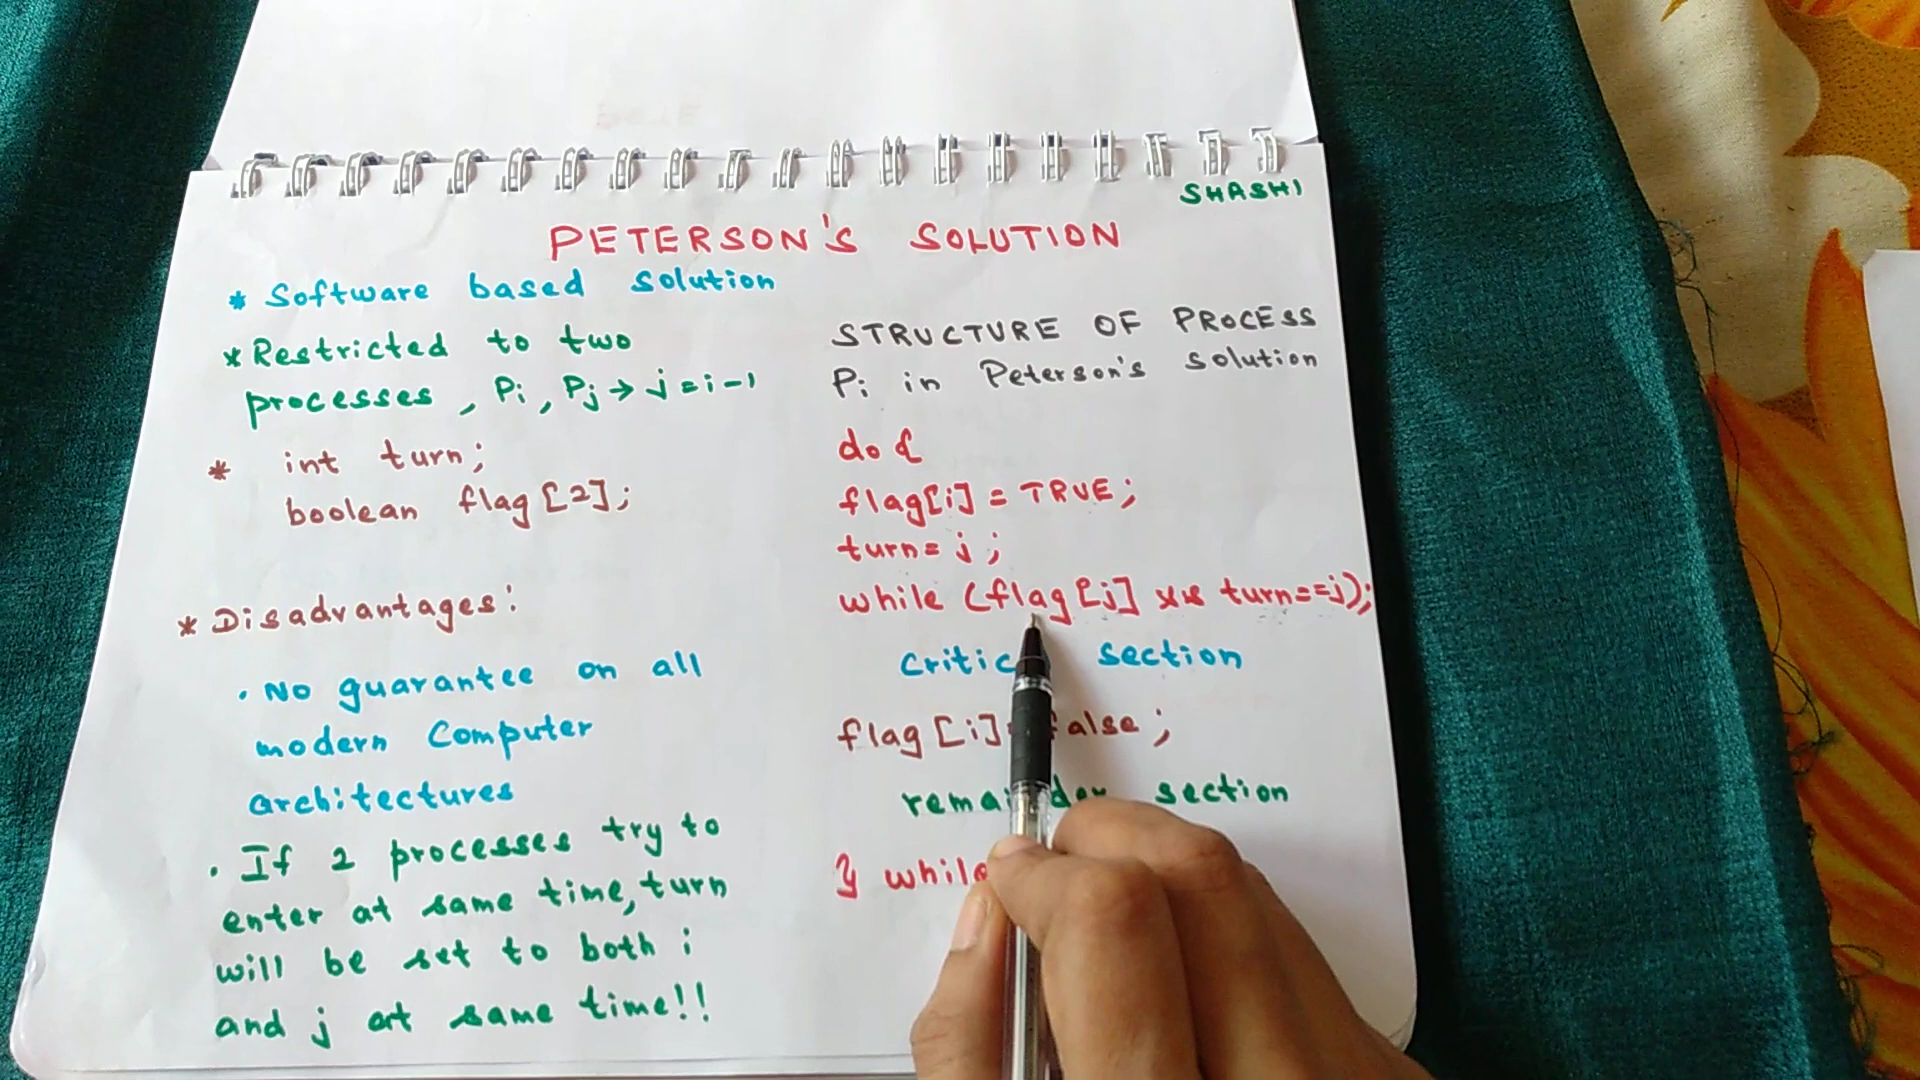 SHASHI
PETERSON'S SOLUTION
* Software based solution
* Restricted to two
processes, Pi, Pj → j=i-1
* int turn;
boolean flag[2];
* Disadvantages:
. No guarantee on all
modern Computer
architectures
. If 2 processes try to
enter at same time, turn
will be set to both i
and j at same time!!
STRUCTURE OF PROCESS
Pi in Peterson's solution
do {
flag[i] = TRUE;
turn= j;
while (flag[j] && turn==j);
section
flag[i]
section
} while